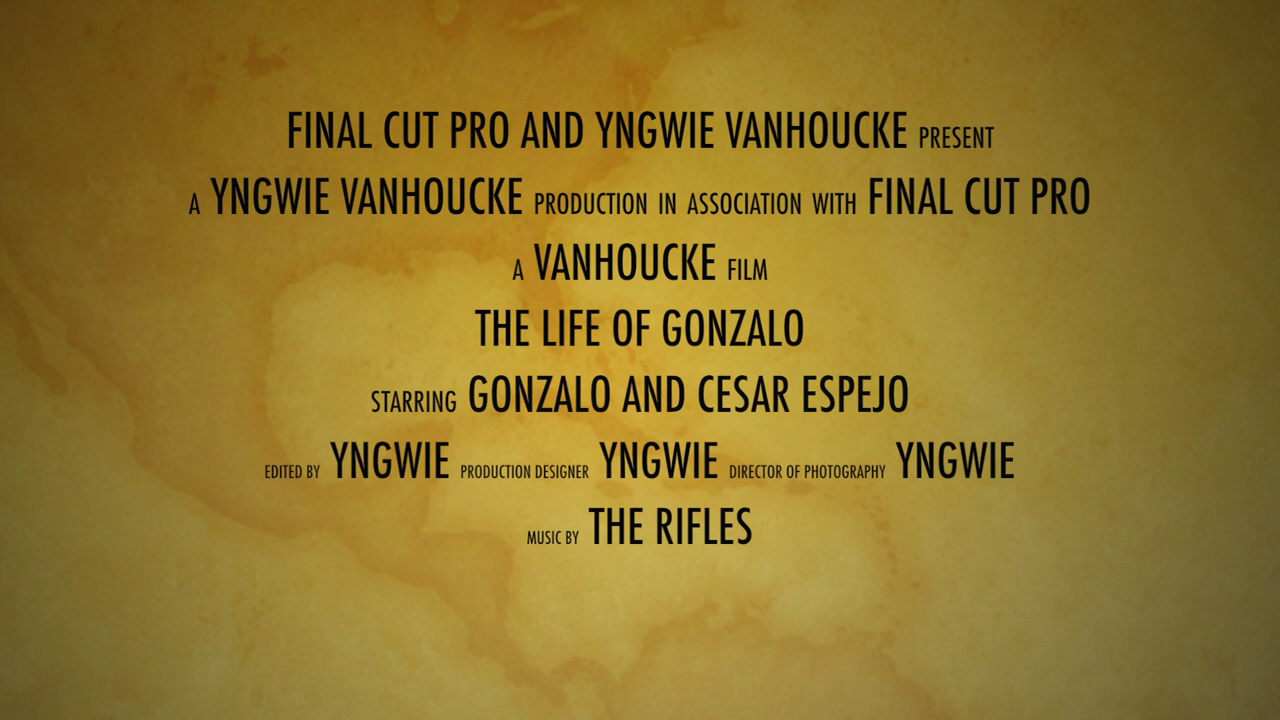 FINAL CUT PRO AND YNGWIE VANHOUCKE PRESENT
A YNGWIE VANHOUCKE PRODUCTION IN ASSOCIATION WITH FINAL CUT PRO
A VANHOUCKE FILM
THE LIFE OF GONZALO
STARRING GONZALO AND CESAR ESPEJO
EDITED BY YNGWIE PRODUCTION DESIGNER YNGWIE DIRECTOR OF PHOTOGRAPHY YNGWIE
MUSIC BY THE RIFLES